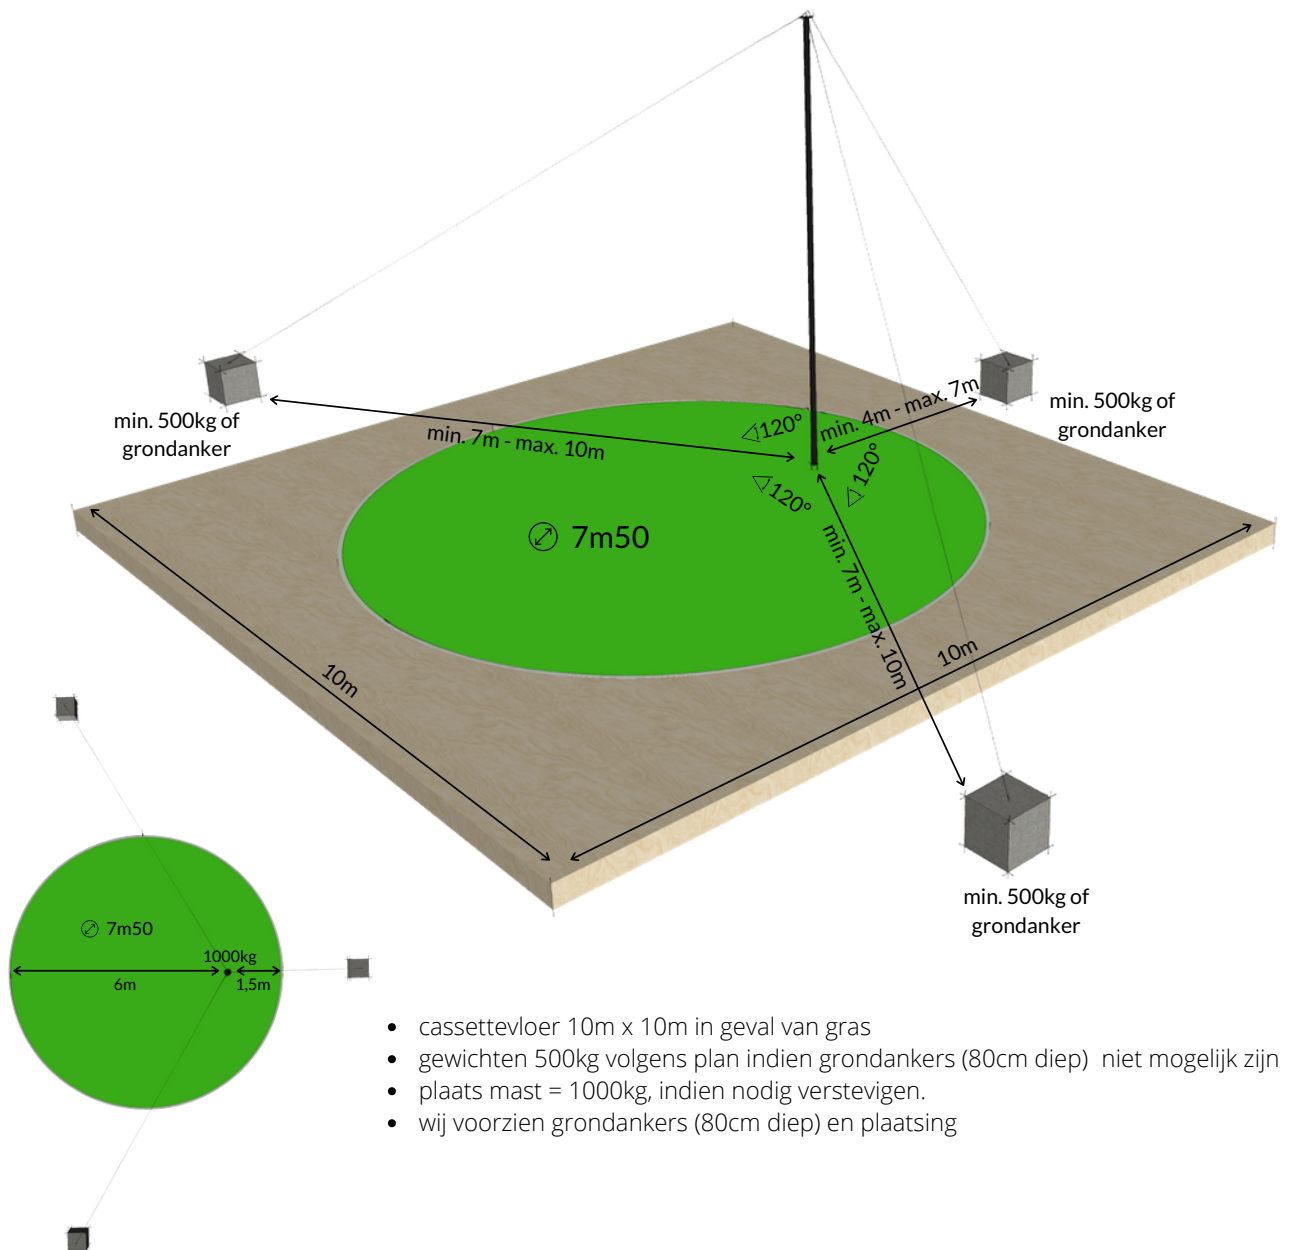 min. 500kg of
grondanker
min. 7m - max. 10m
120°
min. 4m - max. 7m
min. 500kg of
grondanker
120°
120°
7m50
min. 7m - max. 10m
10m
10m
min. 500kg of
grondanker
7m50
1000kg
6m
1,5m
• cassettevloer 10m x 10m in geval van gras
• gewichten 500kg volgens plan indien grondankers (80cm diep) niet mogelijk zijn
• plaats mast = 1000kg, indien nodig verstevigen.
• wij voorzien grondankers (80cm diep) en plaatsing